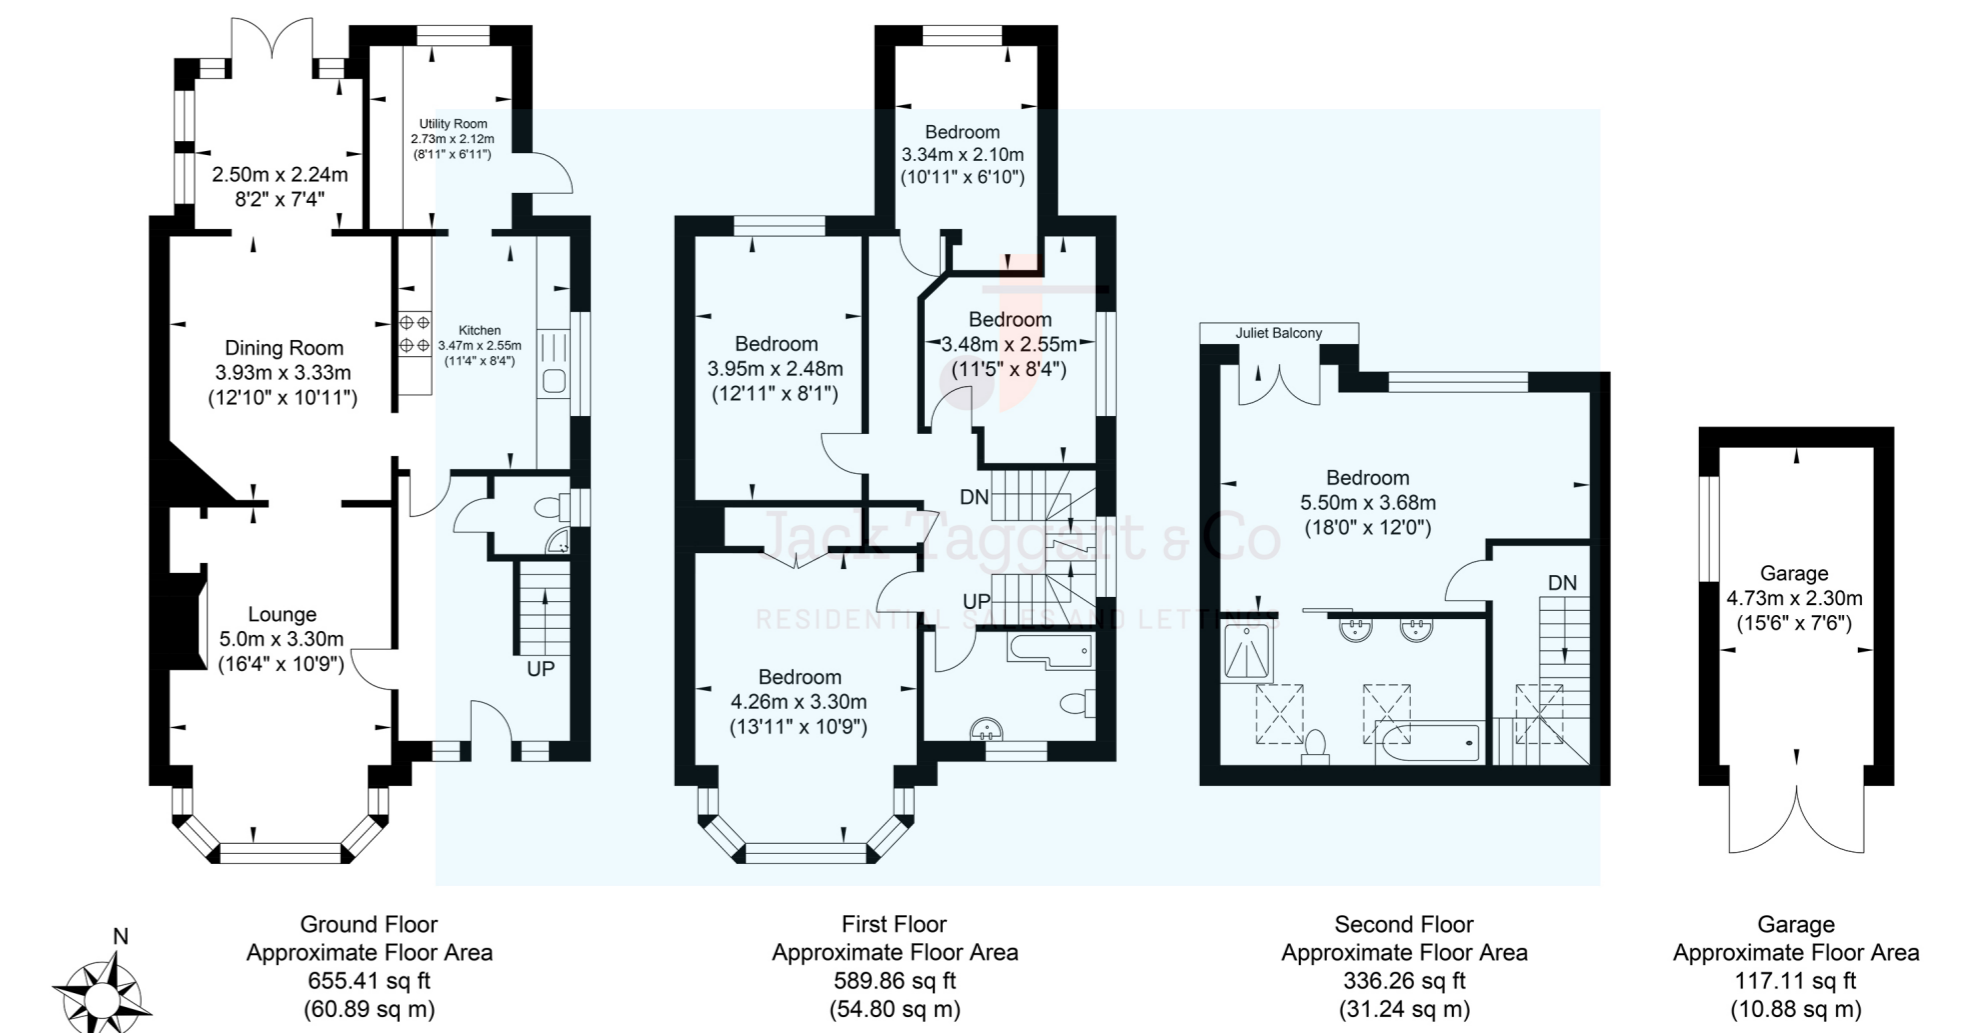 Utility Room
2.73m x 2.12m
(8'11" x 6'11")
2.50m x 2.24m
8'2" x 7'4"
Dining Room
3.93m x 3.33m
(12'10" x 10'11")
Kitchen
3.47m x 2.55m
(11'4" x 8'4")
Lounge
5.0m x 3.30m
(16'4" x 10'9")
UP
Bedroom
3.34m x 2.10m
(10'11" x 6'10")
Bedroom
3.95m x 2.48m
(12'11" x 8'1")
Bedroom
3.48m x 2.55m
(11'5" x 8'4")
DN
UP
Bedroom
4.26m x 3.30m
(13'11" x 10'9")
Jack Taggart & Co
RESIDENTIAL SALES AND LETTINGS
Juliet Balcony
Bedroom
5.50m x 3.68m
(18'0" x 12'0")
DN
Garage
4.73m x 2.30m
(15'6" x 7'6")
N
Ground Floor
Approximate Floor Area
655.41 sq ft
(60.89 sq m)
First Floor
Approximate Floor Area
589.86 sq ft
(54.80 sq m)
Second Floor
Approximate Floor Area
336.26 sq ft
(31.24 sq m)
Garage
Approximate Floor Area
117.11 sq ft
(10.88 sq m)